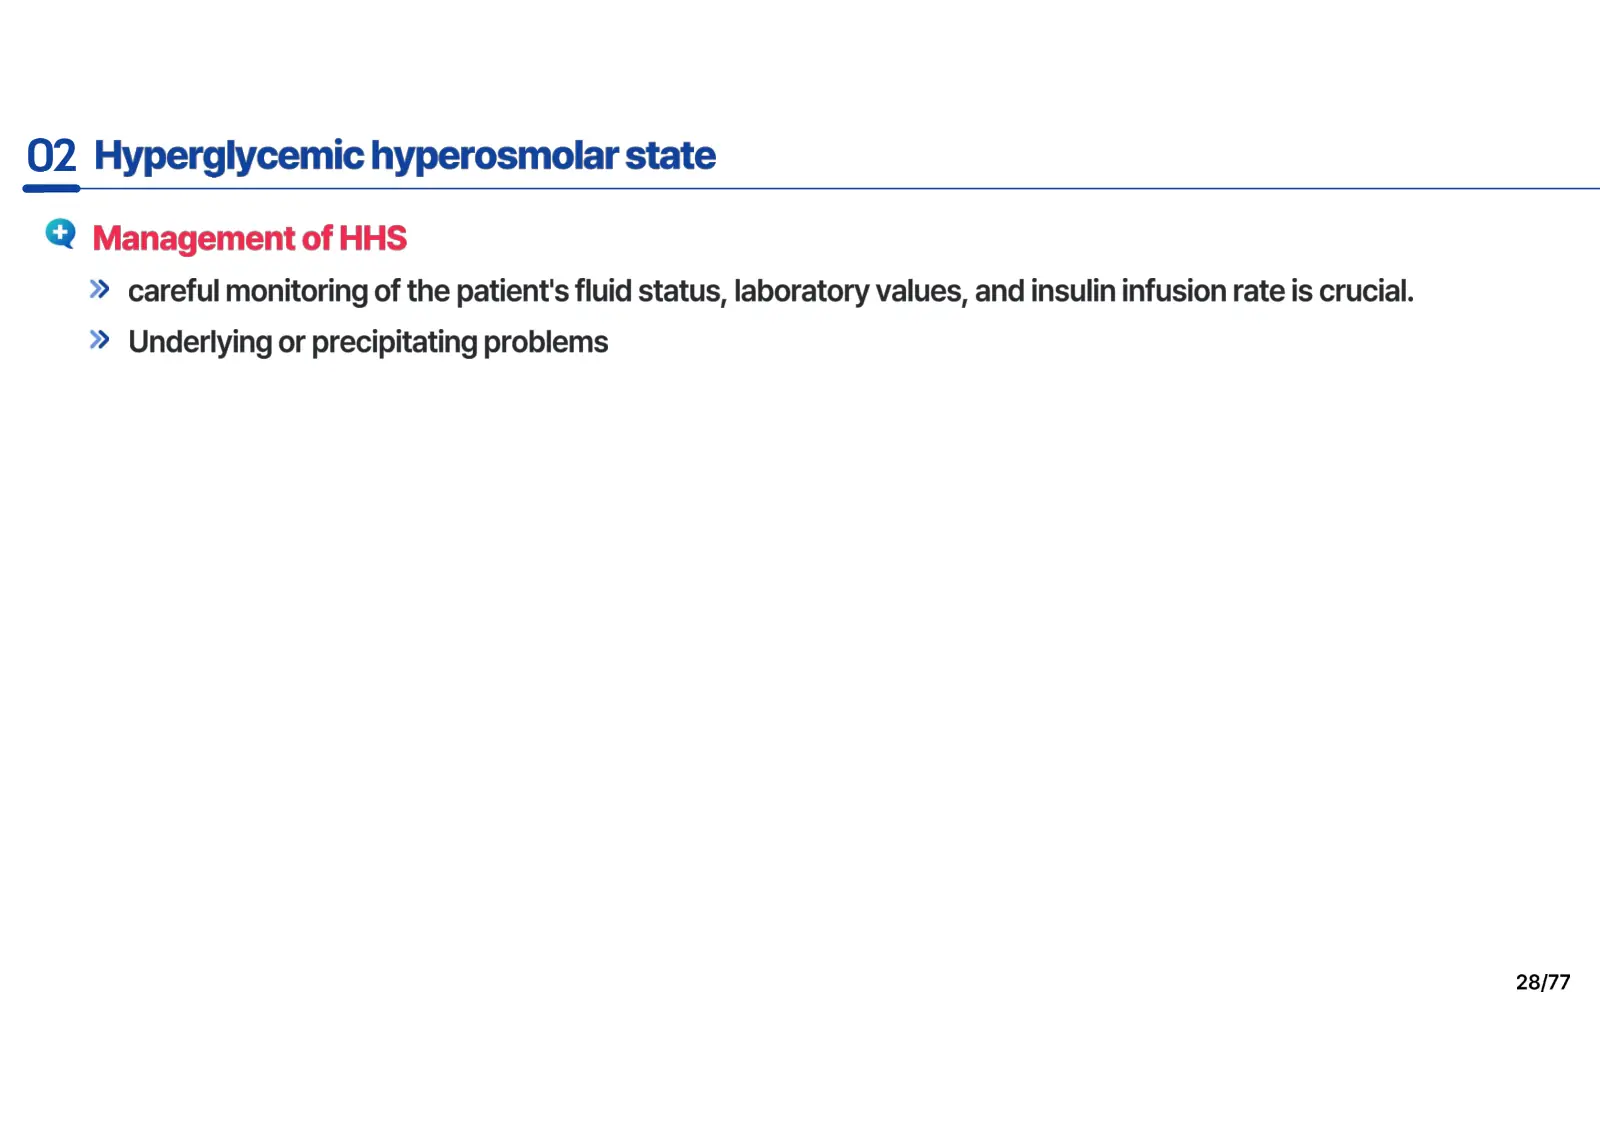 02 Hyperglycemic hyperosmolar state
Management of HHS
careful monitoring of the patient's fluid status, laboratory values, and insulin infusion rate is crucial.
Underlying or precipitating problems
28/77